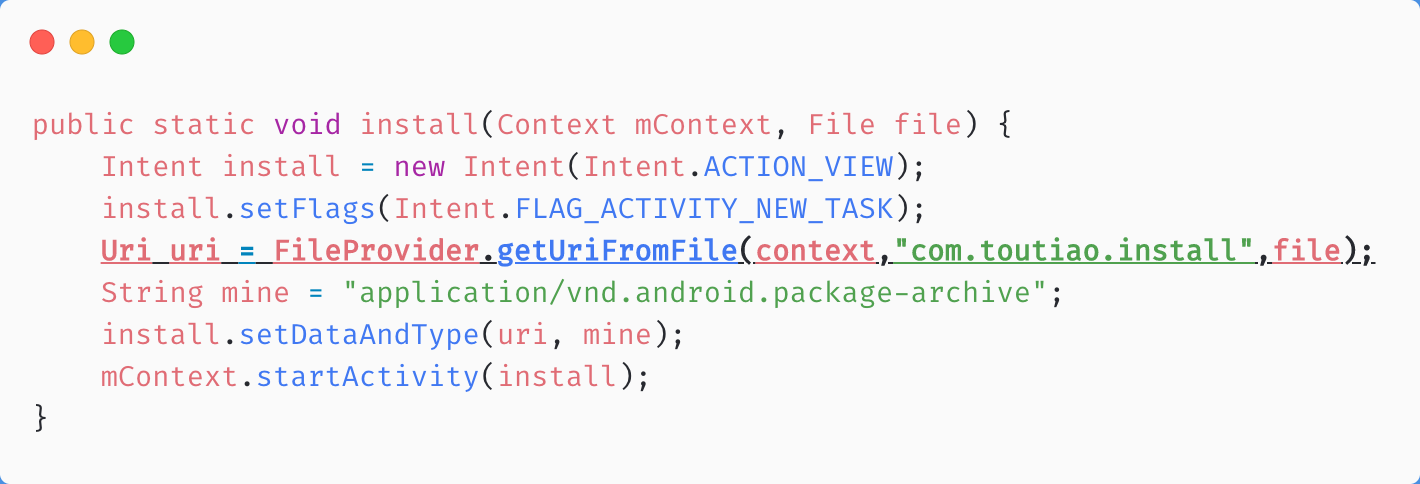 public static void install(Context mContext, File file) {
    Intent install = new Intent(Intent.ACTION_VIEW);
    install.setFlags(Intent.FLAG_ACTIVITY_NEW_TASK);
    Uri uri = FileProvider.getUriFromFile(context,"com.toutiao.install",file);
    String mine = "application/vnd.android.package-archive";
    install.setDataAndType(uri, mine);
    mContext.startActivity(install);
}